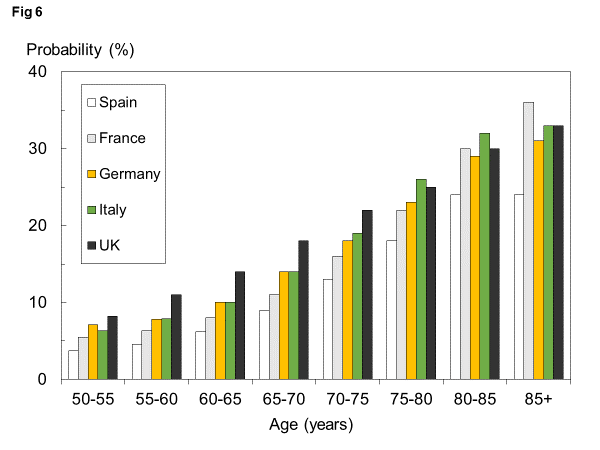 Fig 6
Probability (%)
40
30
20
10
0
Spain
France
Germany
Italy
UK
50-55 55-60 60-65 65-70 70-75 75-80 80-85 85+
Age (years)